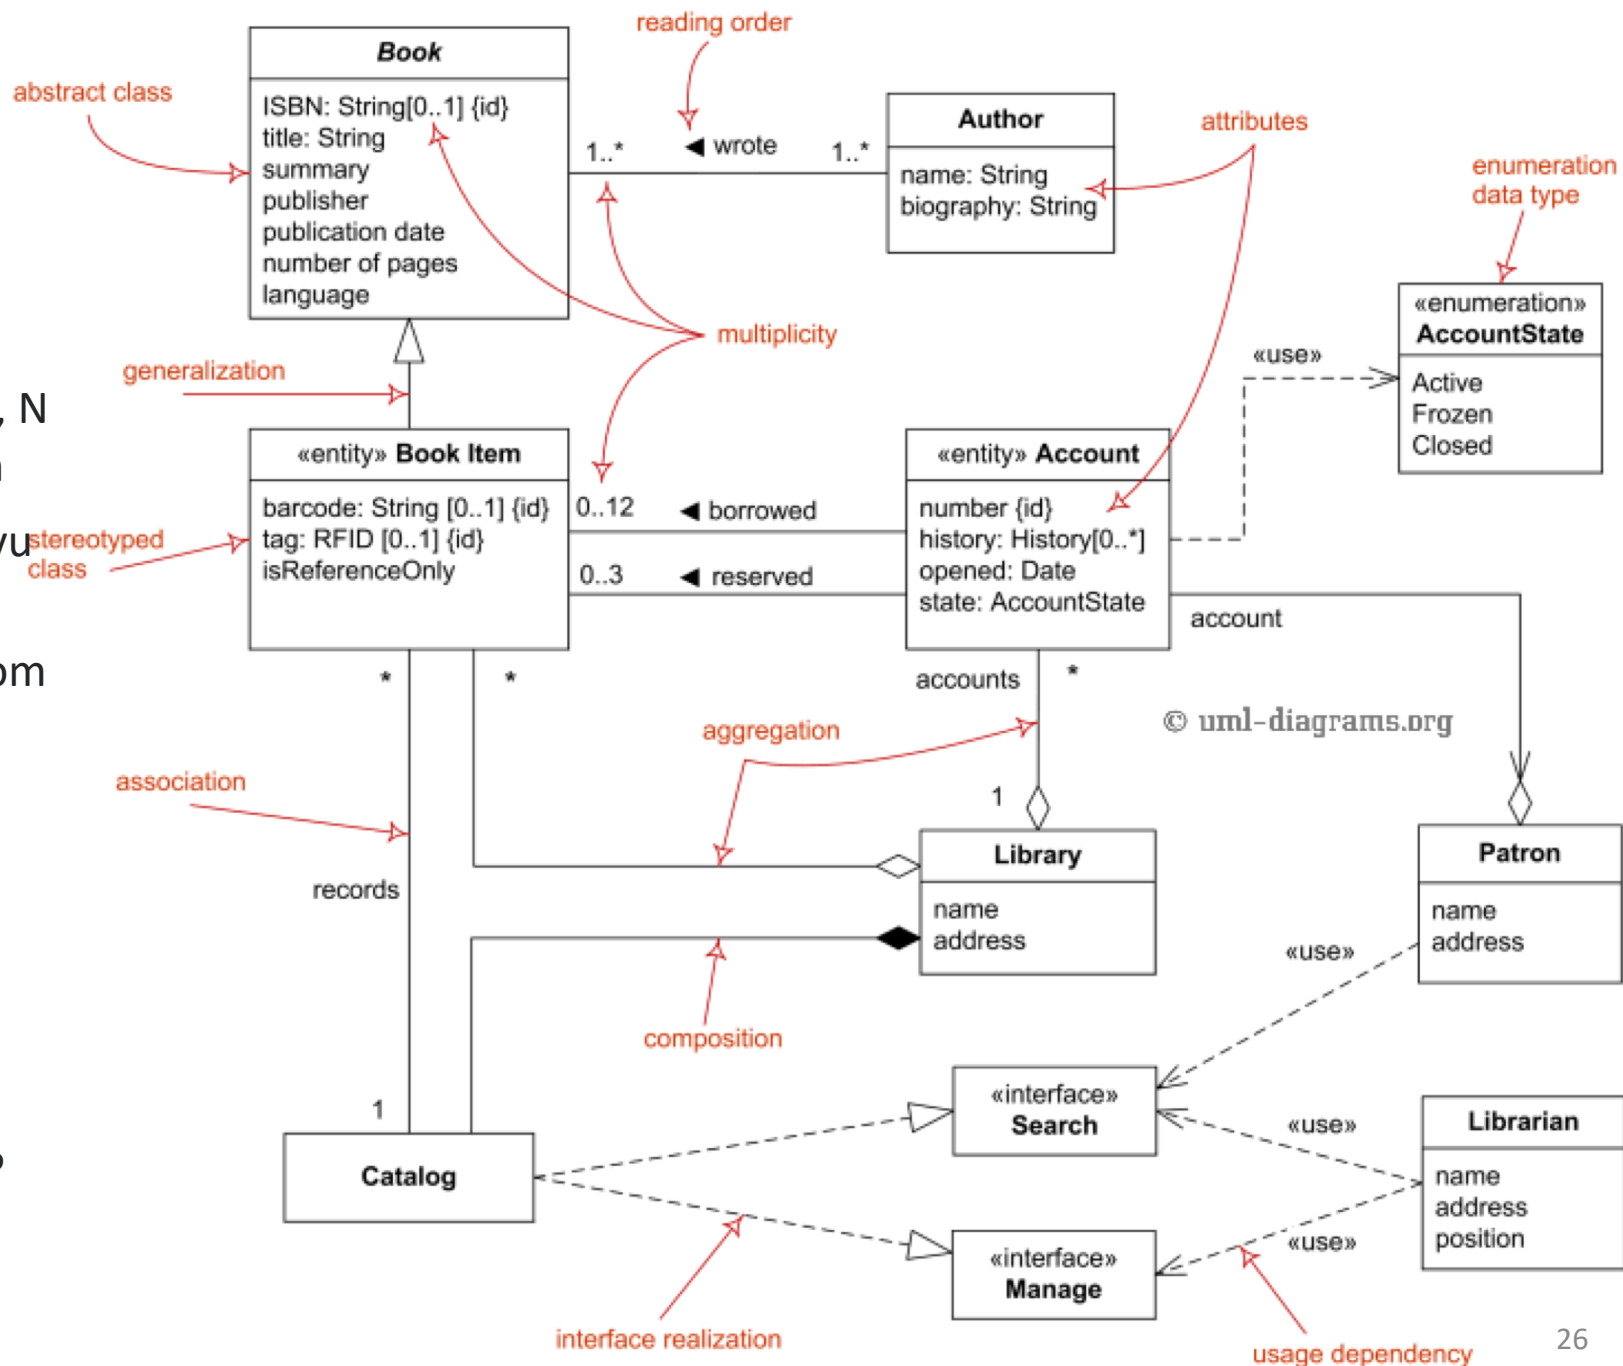 reading order
Book
abstract class
ISBN: String[0..1] {id}
title: String
summary
publisher
publication date
number of pages
language
1..*
◄ wrote
1..*
Author
name: String
biography: String
attributes
enumeration
data type
«enumeration»
AccountState
Active
Frozen
Closed
«use»
multiplicity
generalization
, N
«entity» Book Item
barcode: String [0..1] {id}
tag: RFID [0..1] {id}
isReferenceOnly
stereotyped
class
0..12
◄ borrowed
0..3
◄ reserved
«entity» Account
number {id}
history: History[0..*]
opened: Date
state: AccountState
account
*
*
accounts
*
© uml-diagrams.org
aggregation
association
1
records
Library
name
address
Patron
name
address
«use»
composition
1
Catalog
«interface»
Search
«use»
Librarian
name
address
position
«interface»
Manage
«use»
interface realization
usage dependency
26